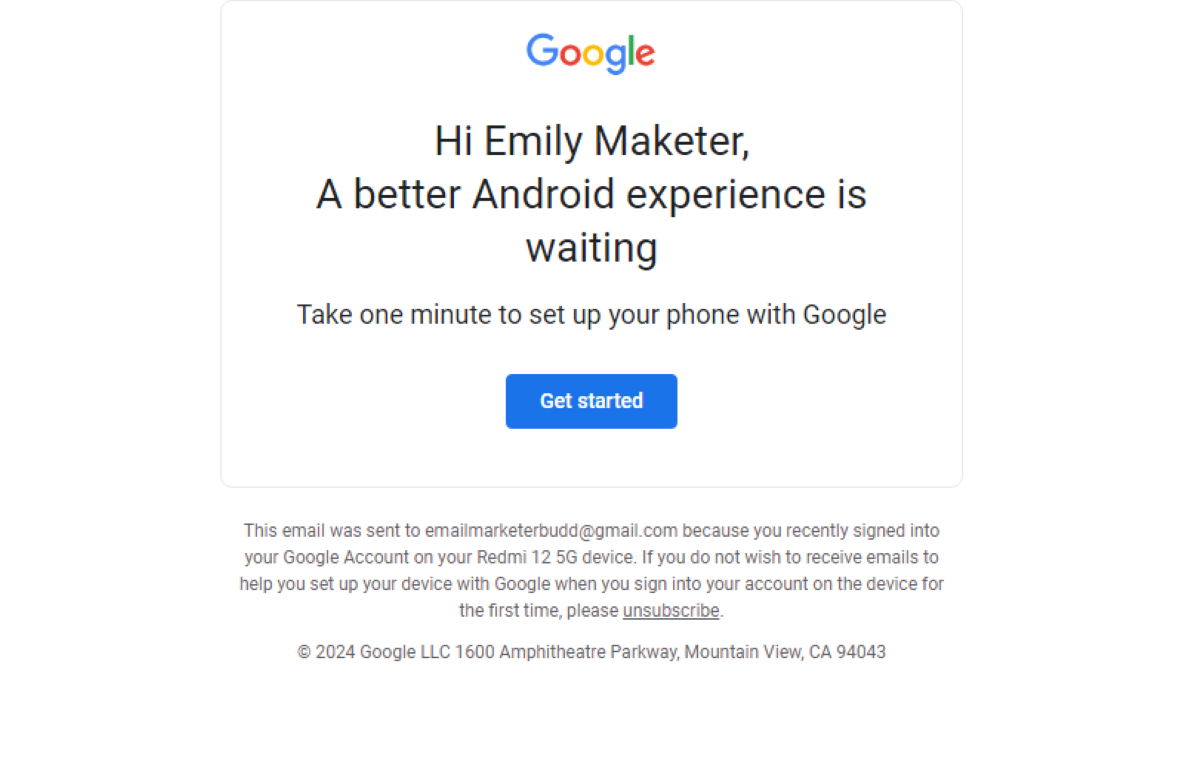 Google
Hi Emily Maketer,
A better Android experience is
waiting
Take one minute to set up your phone with Google
Get started
This email was sent to emailmarketerbudd@gmail.com because you recently signed into
your Google Account on your Redmi 12 5G device. If you do not wish to receive emails to
help you set up your device with Google when you sign into your account on the device for
the first time, please unsubscribe.
© 2024 Google LLC 1600 Amphitheatre Parkway, Mountain View, CA 94043